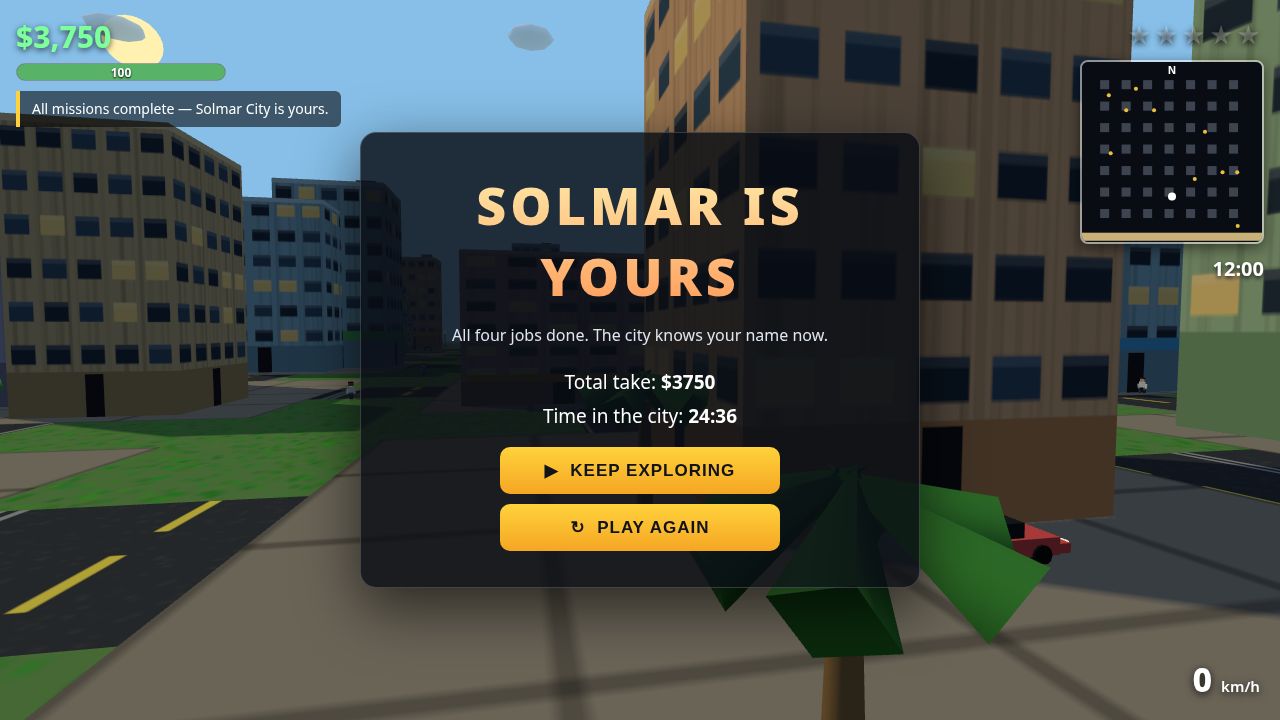 $3,750
100
All missions complete — Solmar City is yours.
★★★★★
N
12:00
SOLMAR IS
YOURS
All four jobs done. The city knows your name now.
Total take: $3750
Time in the city: 24:36
▶ KEEP EXPLORING
↻ PLAY AGAIN
0 km/h